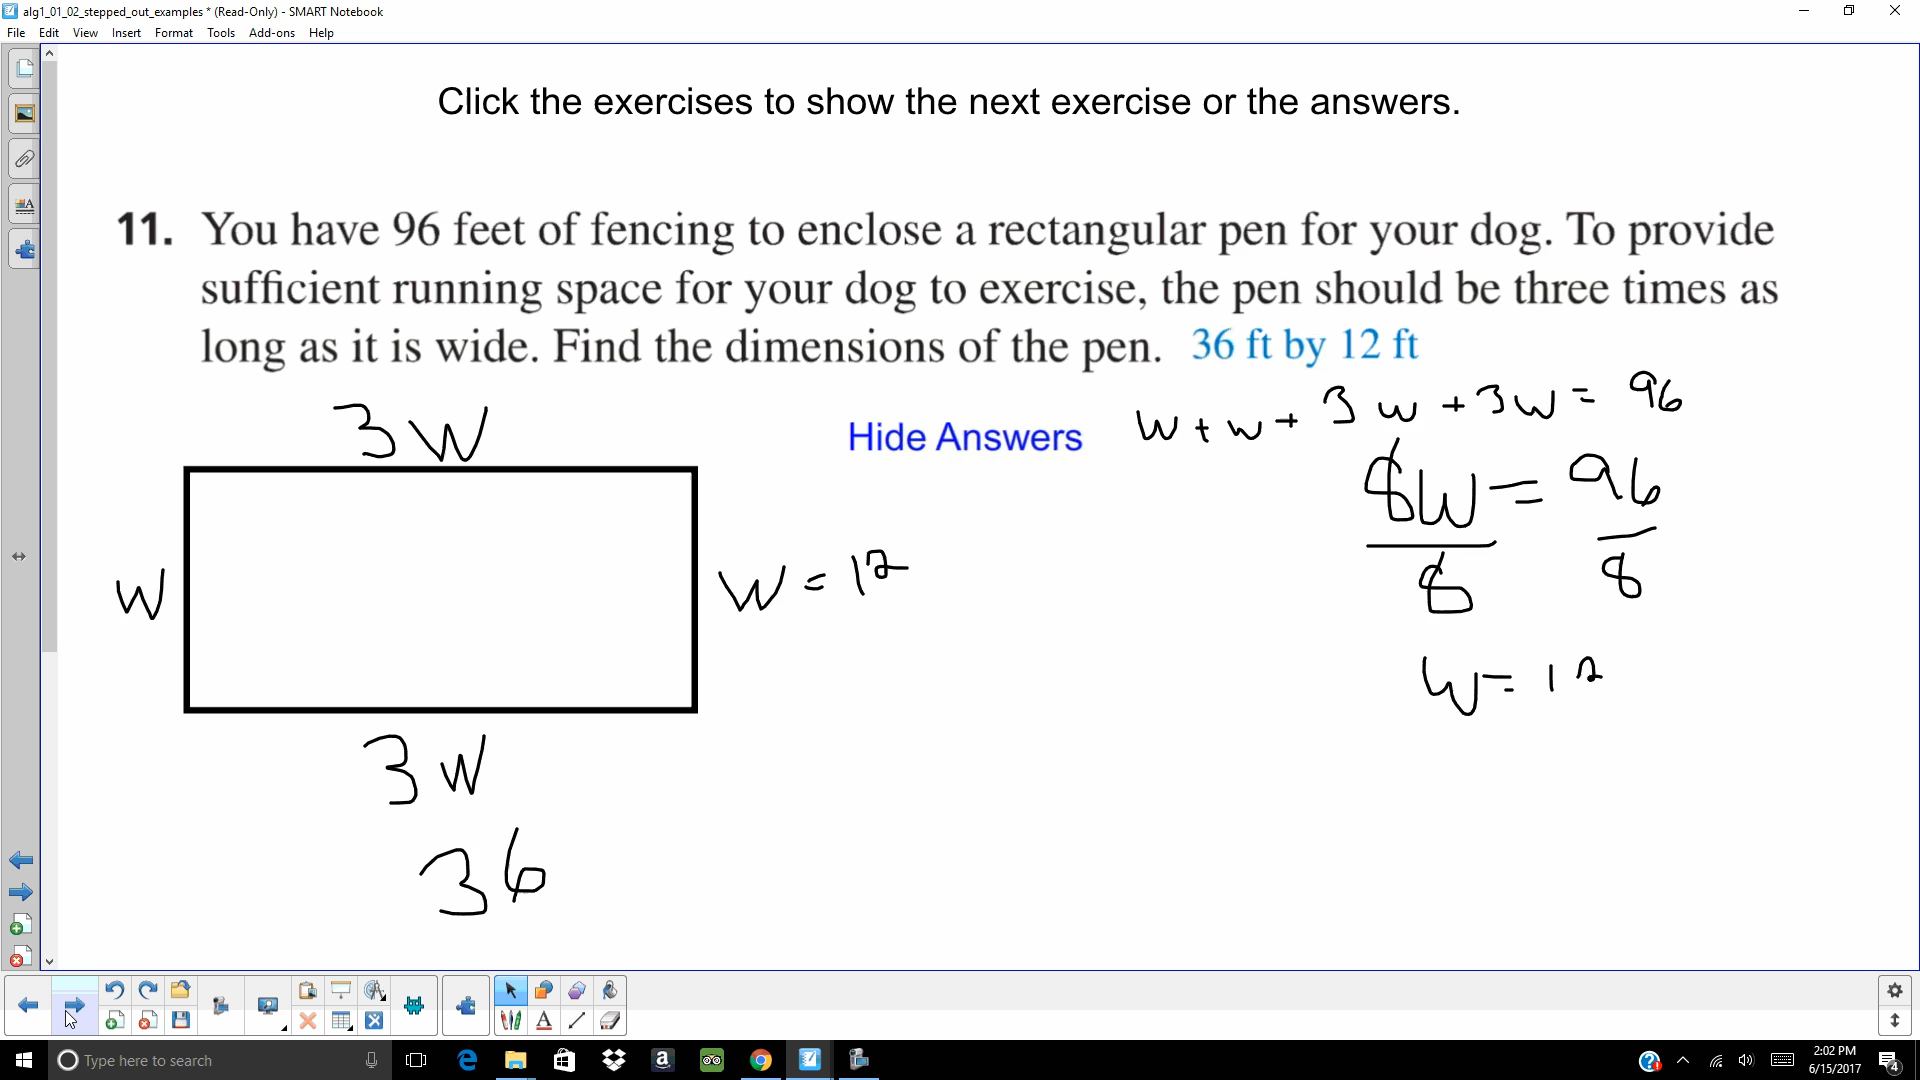 alg1_01_02_stepped_out_examples * (Read-Only) - SMART Notebook
File Edit View Insert Format Tools Add-ons Help
Click the exercises to show the next exercise or the answers.
11. You have 96 feet of fencing to enclose a rectangular pen for your dog. To provide
sufficient running space for your dog to exercise, the pen should be three times as
long as it is wide. Find the dimensions of the pen. 36 ft by 12 ft
Hide Answers
W + W + 3W + 3W = 96
8W = 96
8 8
W = 12
3W
W
W = 12
3W
36
Type here to search
2:02 PM
6/15/2017
4